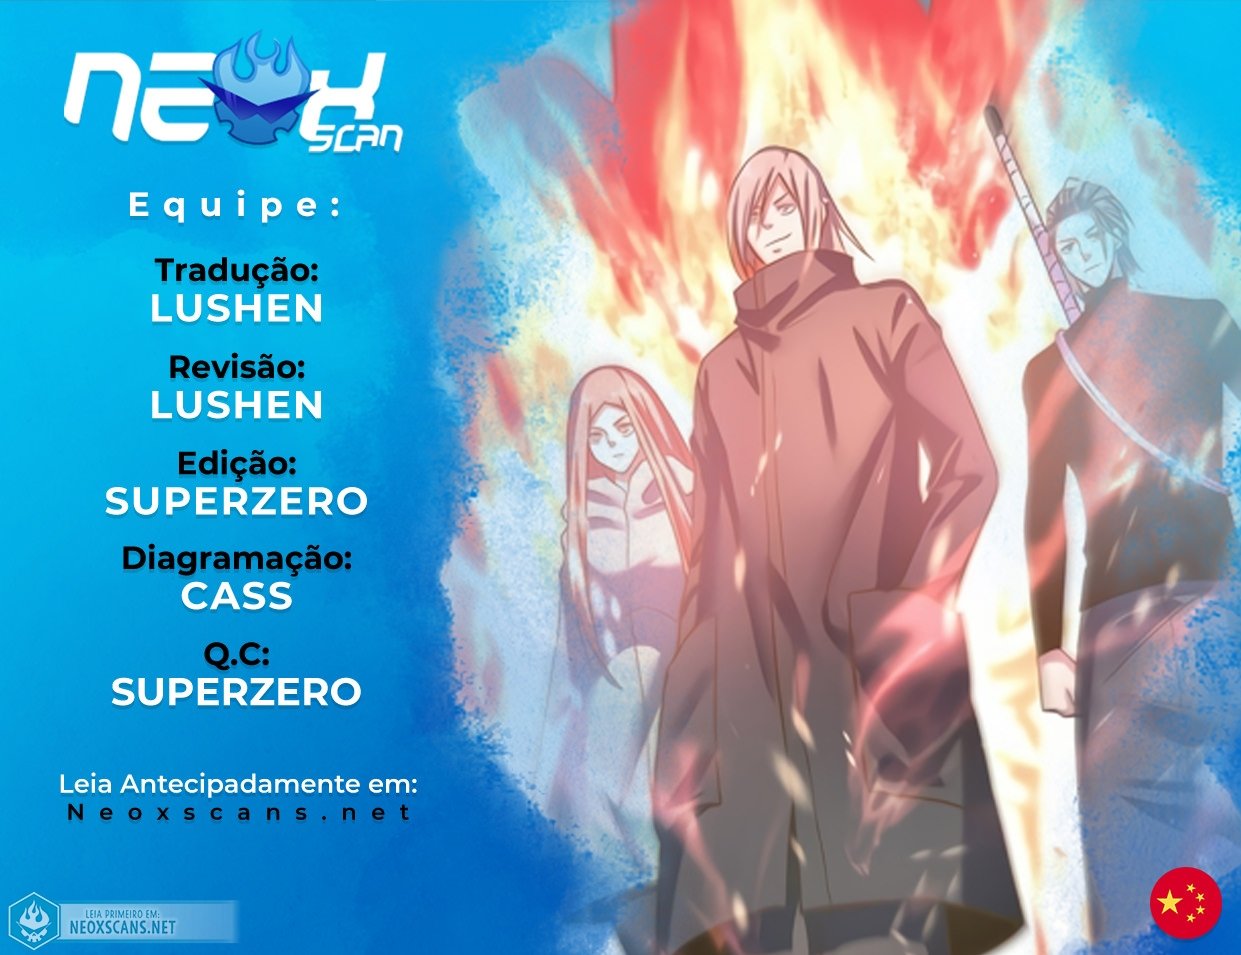 NEOX
SCAN
Equipe:
Tradução:
LUSHEN
Revisão:
LUSHEN
Edição:
SUPERZERO
Diagramação:
CASS
Q.C:
SUPERZERO
Leia Antecipadamente em:
Neoxscans.net
LEIA PRIMEIRO EM:
NEOXSCANS.NET